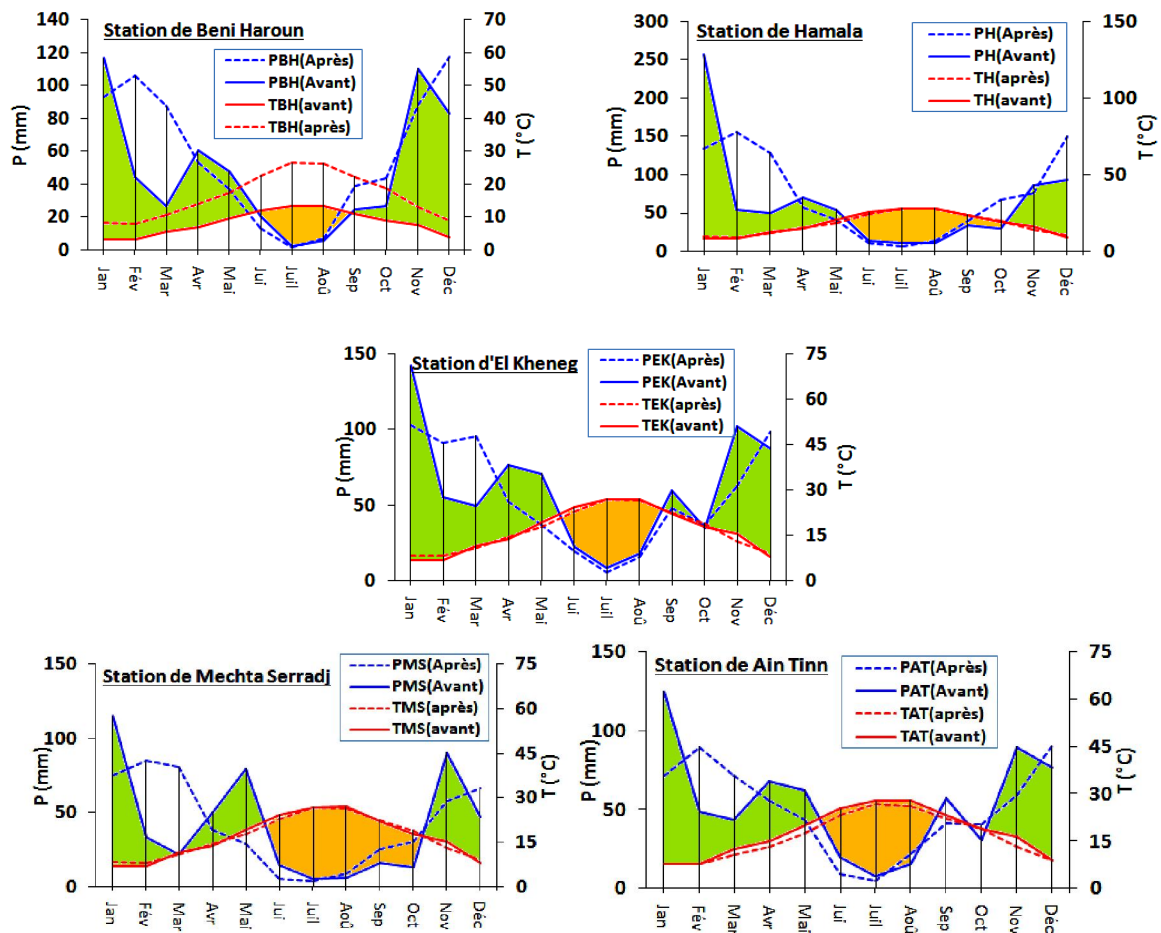 Station de Beni Haroun
PBH(Après)
PBH(Avant)
TBH(avant)
TBH(après)
P (mm)
140
120
100
80
60
40
20
0
T (°C)
70
60
50
40
30
20
10
0
Jan
Fév
Mar
Avr
Mai
Jui
Juil
Aoû
Sep
Oct
Nov
Déc
Station de Hamala
PH(Après)
PH(Avant)
TH(après)
TH(avant)
P (mm)
300
250
200
150
100
50
0
T (°C)
150
100
50
0
Jan
Fév
Mar
Avr
Mai
Jui
Juil
Aoû
Sep
Oct
Nov
Déc
Station d'El Kheneg
PEK(Après)
PEK(Avant)
TEK(après)
TEK(avant)
P (mm)
150
100
50
0
T (°C)
75
60
45
30
15
0
Jan
Fév
Mar
Avr
Mai
Jui
Juil
Aoû
Sep
Oct
Nov
Déc
Station de Mechta Serradj
PMS(Après)
PMS(Avant)
TMS(après)
TMS(avant)
P (mm)
150
100
50
0
T (°C)
75
60
45
30
15
0
Jan
Fév
Mar
Avr
Mai
Jui
Juil
Aoû
Sep
Oct
Nov
Déc
Station de Ain Tinn
PAT(Après)
PAT(Avant)
TAT(après)
TAT(avant)
P (mm)
150
100
50
0
T (°C)
75
60
45
30
15
0
Jan
Fév
Mar
Avr
Mai
Jui
Juil
Aoû
Sep
Oct
Nov
Déc